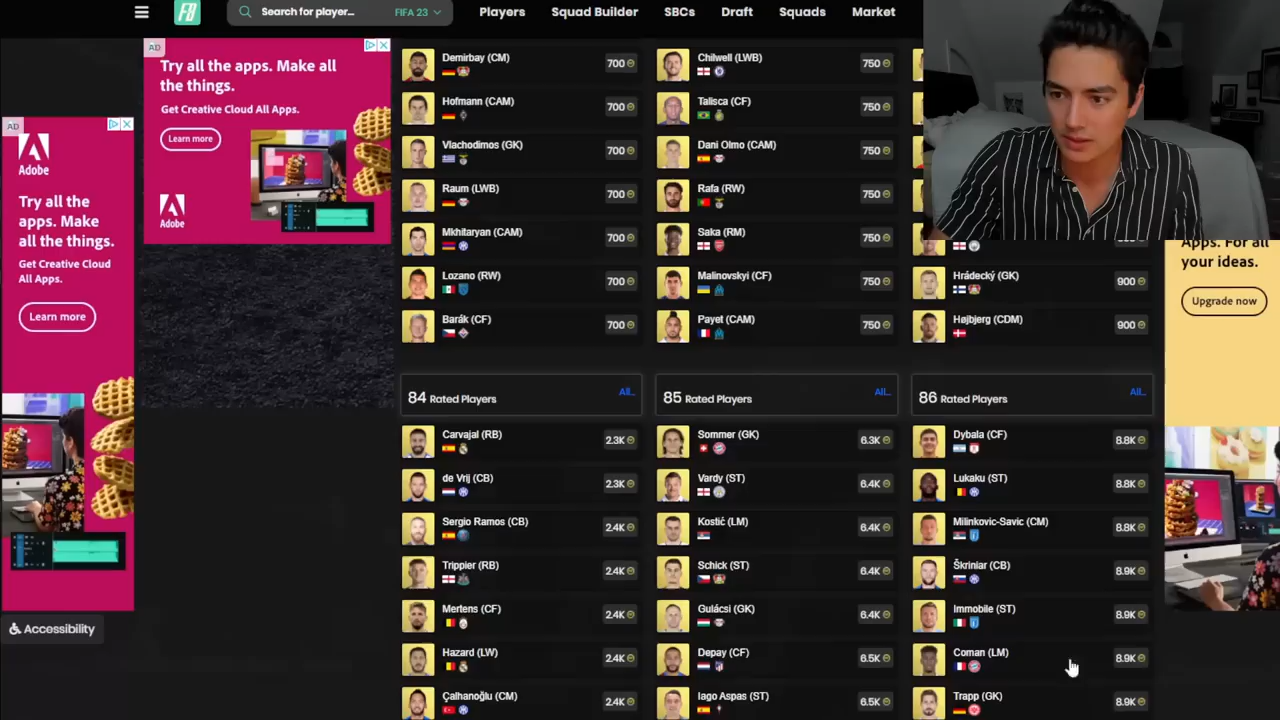 F8
Search for player...
FIFA 23
Players
Squad Builder
SBCs
Draft
Squads
Market
AD
Try all the apps. Make all
the things.
Get Creative Cloud All Apps.
Learn more
Adobe
AD
Adobe
Try all the
apps. Make
all the things.
Get Creative Cloud
All Apps.
Learn more
Accessibility
Demirbay (CM)
700
Hofmann (CAM)
700
Vlachodimos (GK)
700
Raum (LWB)
700
Mkhitaryan (CAM)
700
Lozano (RW)
700
Barák (CF)
700
Chilwell (LWB)
750
Talisca (CF)
750
Dani Olmo (CAM)
750
Rafa (RW)
750
Saka (RM)
750
Malinovskyi (CF)
750
Payet (CAM)
750
Hrádecký (GK)
900
Højbjerg (CDM)
900
Apps. For all
your ideas.
Upgrade now
84 Rated Players
All..
Carvajal (RB)
2.3K
de Vrij (CB)
2.3K
Sergio Ramos (CB)
2.4K
Trippier (RB)
2.4K
Mertens (CF)
2.4K
Hazard (LW)
2.4K
Çalhanoğlu (CM)
2.4K
85 Rated Players
All..
Sommer (GK)
6.3K
Vardy (ST)
6.4K
Kostić (LM)
6.4K
Schick (ST)
6.4K
Gulácsi (GK)
6.4K
Depay (CF)
6.5K
Iago Aspas (ST)
6.5K
86 Rated Players
All..
Dybala (CF)
8.8K
Lukaku (ST)
8.8K
Milinkovic-Savic (CM)
8.8K
Škriniar (CB)
8.9K
Immobile (ST)
8.9K
Coman (LM)
8.9K
Trapp (GK)
8.9K